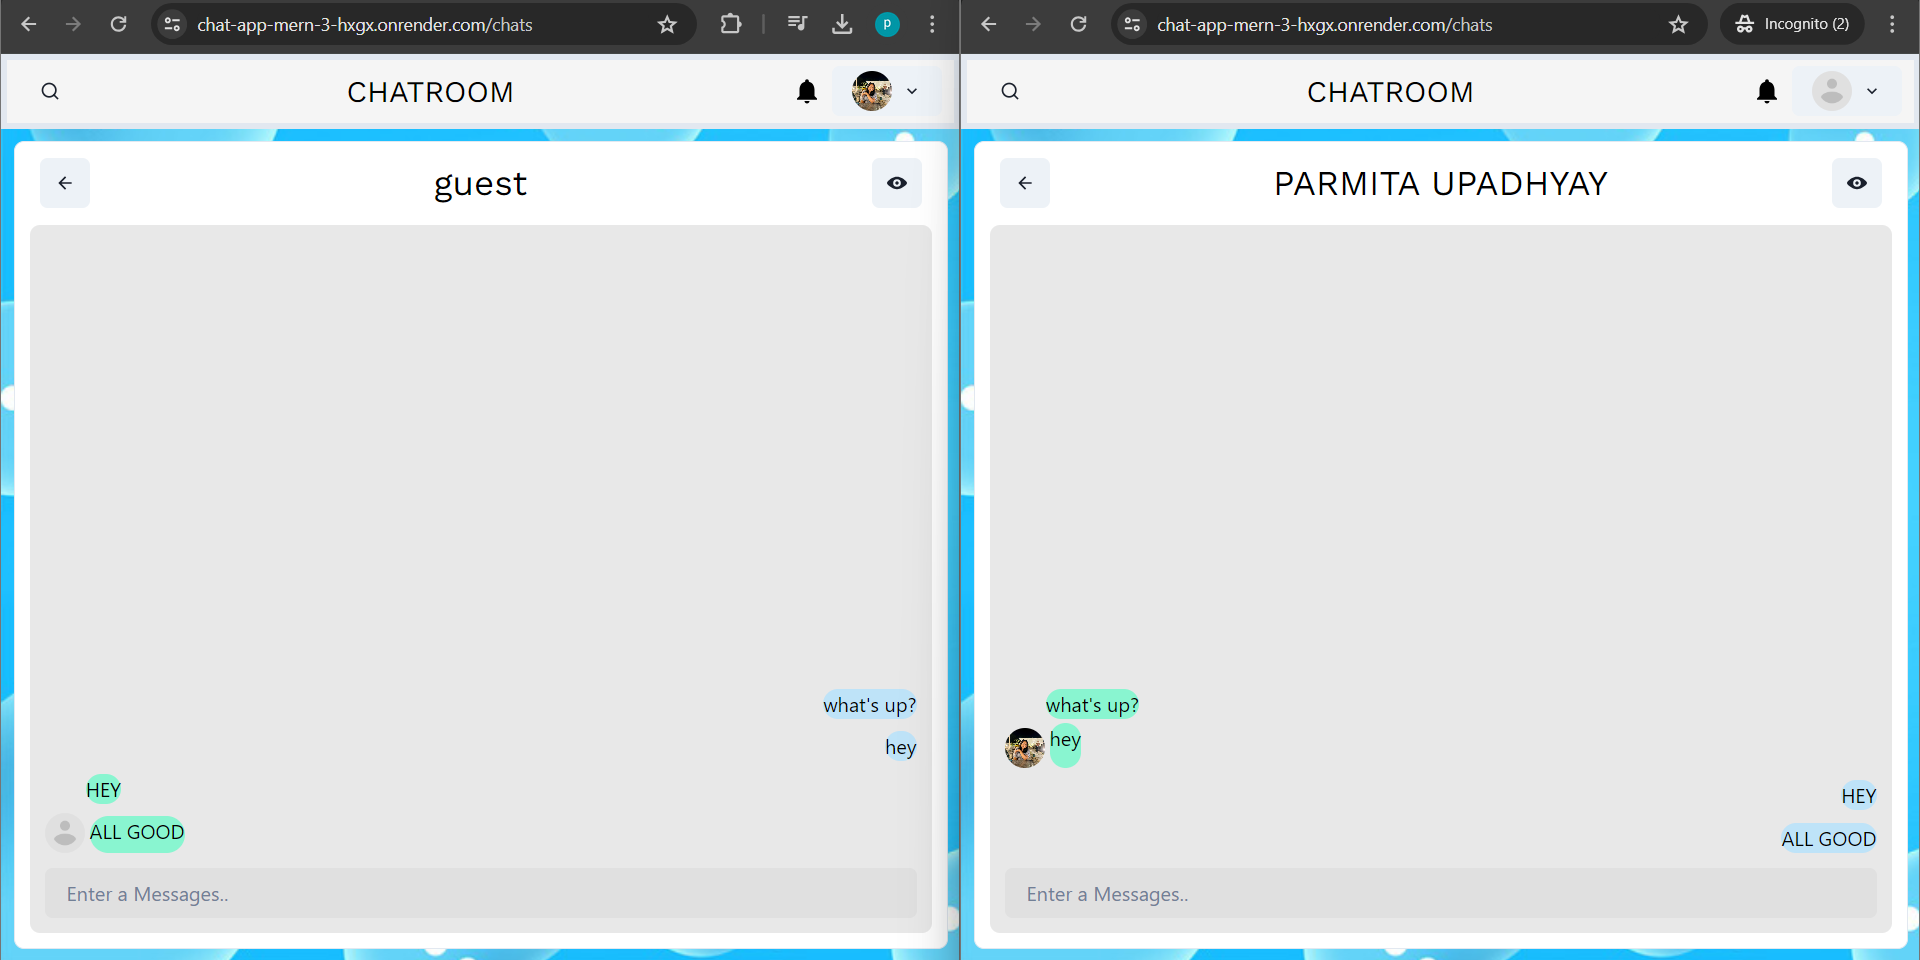 chat-app-mern-3-hxgx.onrender.com/chats
p
CHATROOM
guest
what's up?
hey
HEY
ALL GOOD
Enter a Messages..
chat-app-mern-3-hxgx.onrender.com/chats
Incognito (2)
CHATROOM
PARMITA UPADHYAY
what's up?
hey
HEY
ALL GOOD
Enter a Messages..